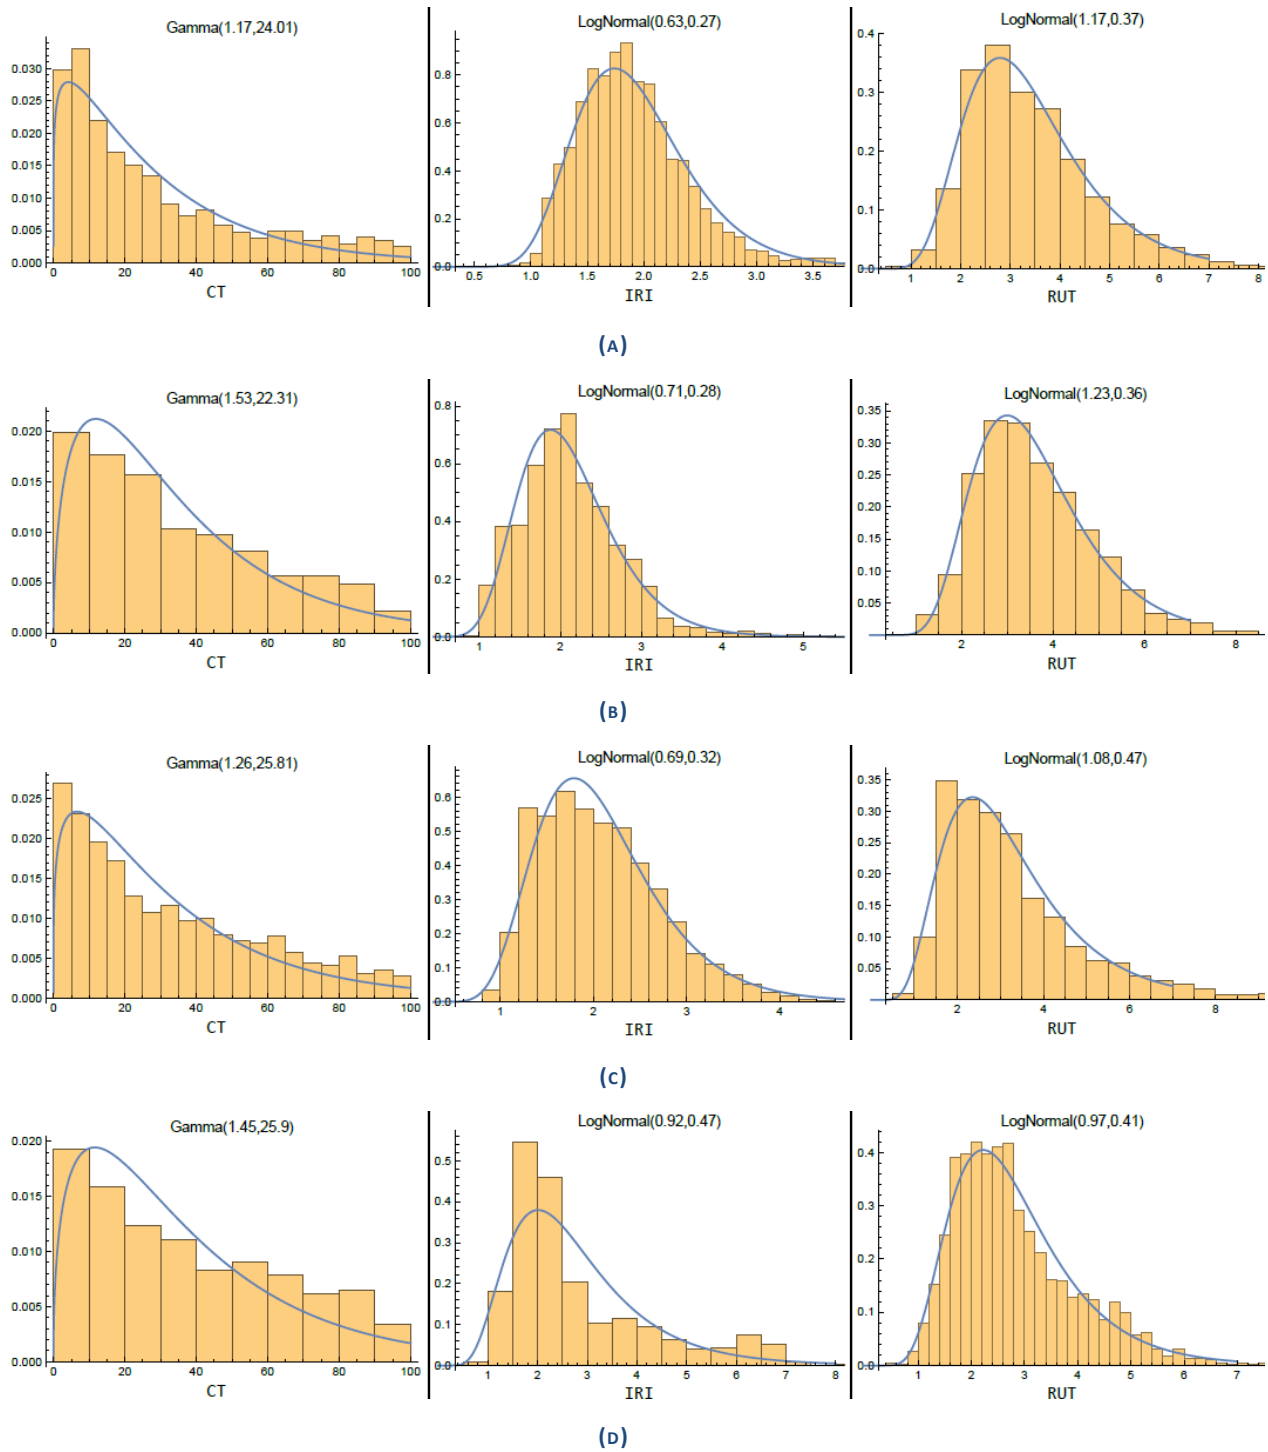 Gamma(1.17,24.01) LogNormal(0.63,0.27) LogNormal(1.17,0.37)
0.030 0.025 0.020 0.015 0.010 0.005 0.000
0 20 40 60 80 100
CT
0.8 0.6 0.4 0.2 0.0
0.5 1.0 1.5 2.0 2.5 3.0 3.5
IRI
0.4 0.3 0.2 0.1 0.0
1 2 3 4 5 6 7 8
RUT
(A)
Gamma(1.53,22.31) LogNormal(0.71,0.28) LogNormal(1.23,0.36)
0.020 0.015 0.010 0.005 0.000
0 20 40 60 80 100
CT
0.8 0.6 0.4 0.2 0.0
1 2 3 4 5
IRI
0.35 0.30 0.25 0.20 0.15 0.10 0.05
2 4 6 8
RUT
(B)
Gamma(1.26,25.81) LogNormal(0.69,0.32) LogNormal(1.08,0.47)
0.025 0.020 0.015 0.010 0.005 0.000
0 20 40 60 80 100
CT
0.6 0.5 0.4 0.3 0.2 0.1 0.0
1 2 3 4
IRI
0.35 0.30 0.25 0.20 0.15 0.10 0.05
2 4 6 8
RUT
(C)
Gamma(1.45,25.9) LogNormal(0.92,0.47) LogNormal(0.97,0.41)
0.020 0.015 0.010 0.005 0.000
0 20 40 60 80 100
CT
0.5 0.4 0.3 0.2 0.1 0.0
1 2 3 4 5 6 7 8
IRI
0.4 0.3 0.2 0.1 0.0
1 2 3 4 5 6 7
RUT
(D)